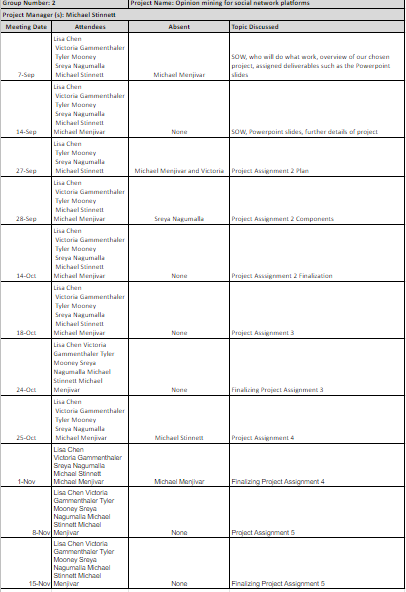 Group Number: 2 Project Name: Opinion mining for social network platforms
Project Manager (s): Michael Stinnett
Meeting Date Attendees Absent Topic Discussed
Lisa Chen
Victoria Gammenthaler
Tyler Mooney SOW, who will do what work, overview of our chosen
Sreya Nagumalla project, assigned deliverables such as the Powerpoint
7-Sep Michael Stinnett Michael Menjivar slides
Lisa Chen
Victoria Gammenthaler
Tyler Mooney
Sreya Nagumalla
Michael Stinnett
14-Sep Michael Menjivar None SOW, Powerpoint slides, further details of project
Lisa Chen
Tyler Mooney
Sreya Nagumalla
27-Sep Michael Stinnett Michael Menjivar and Victoria Project Assignment 2 Plan
Lisa Chen
Victoria Gammenthaler
Tyler Mooney
Michael Stinnett
28-Sep Michael Menjivar Sreya Nagumalla Project Assignment 2 Components
Lisa Chen
Victoria Gammenthaler
Tyler Mooney
Sreya Nagumalla
Michael Stinnett
14-Oct Michael Menjivar None Project Asssignment 2 Finalization
Lisa Chen
Victoria Gammenthaler
Tyler Mooney
Sreya Nagumalla
Michael Stinnett
18-Oct Michael Menjivar None Project Assignment 3
Lisa Chen Victoria
Gammenthaler Tyler
Mooney Sreya
Nagumalla Michael
Stinnett Michael
24-Oct Menjivar None Finalizing Project Assignment 3
Lisa Chen
Victoria Gammenthaler
Tyler Mooney
Sreya Nagumalla
25-Oct Michael Menjivar Michael Stinnett Project Assignment 4
Lisa Chen
Victoria Gammenthaler
Sreya Nagumalla
Michael Stinnett
1-Nov Michael Menjivar Michael Menjivar Finalizing Project Assignment 4
Lisa Chen Victoria
Gammenthaler Tyler
Mooney Sreya
Nagumalla Michael
Stinnett Michael
8-Nov Menjivar None Project Assignment 5
Lisa Chen Victoria
Gammenthaler Tyler
Mooney Sreya
Nagumalla Michael
Stinnett Michael
15-Nov Menjivar None Finalizing Project Assignment 5